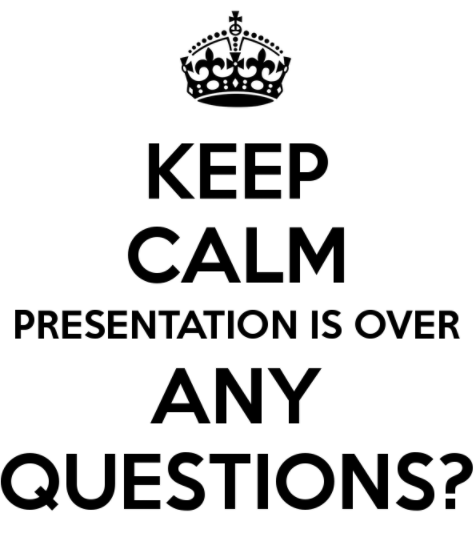 KEEP
CALM
PRESENTATION IS OVER
ANY
QUESTIONS?